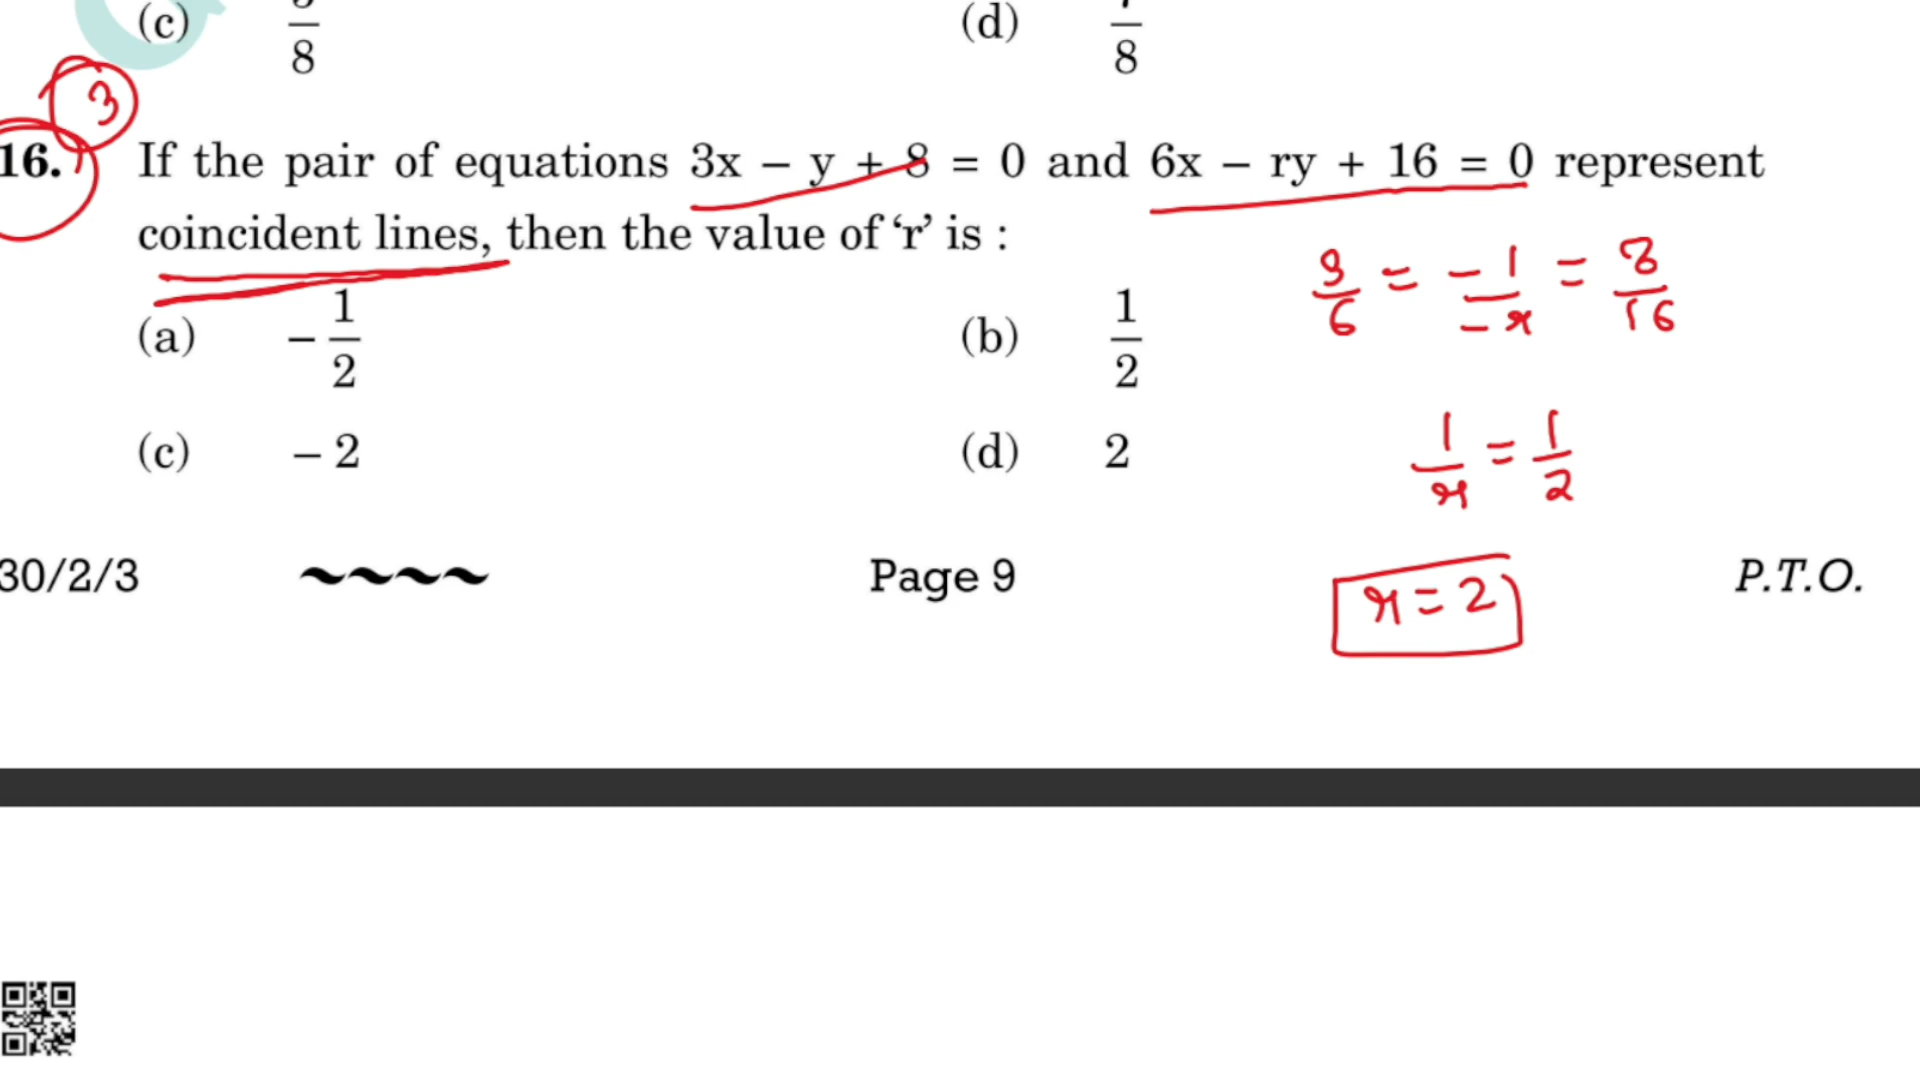 (c) 8 (d) 8
3
16. If the pair of equations 3x – y + 8 = 0 and 6x – ry + 16 = 0 represent
coincident lines, then the value of ‘r’ is :
3/6 = -1/-r = 8/16
(a) – 1/2 (b) 1/2
(c) – 2 (d) 2
1/r = 1/2
30/2/3 ~~~~ Page 9 P.T.O.
r = 2